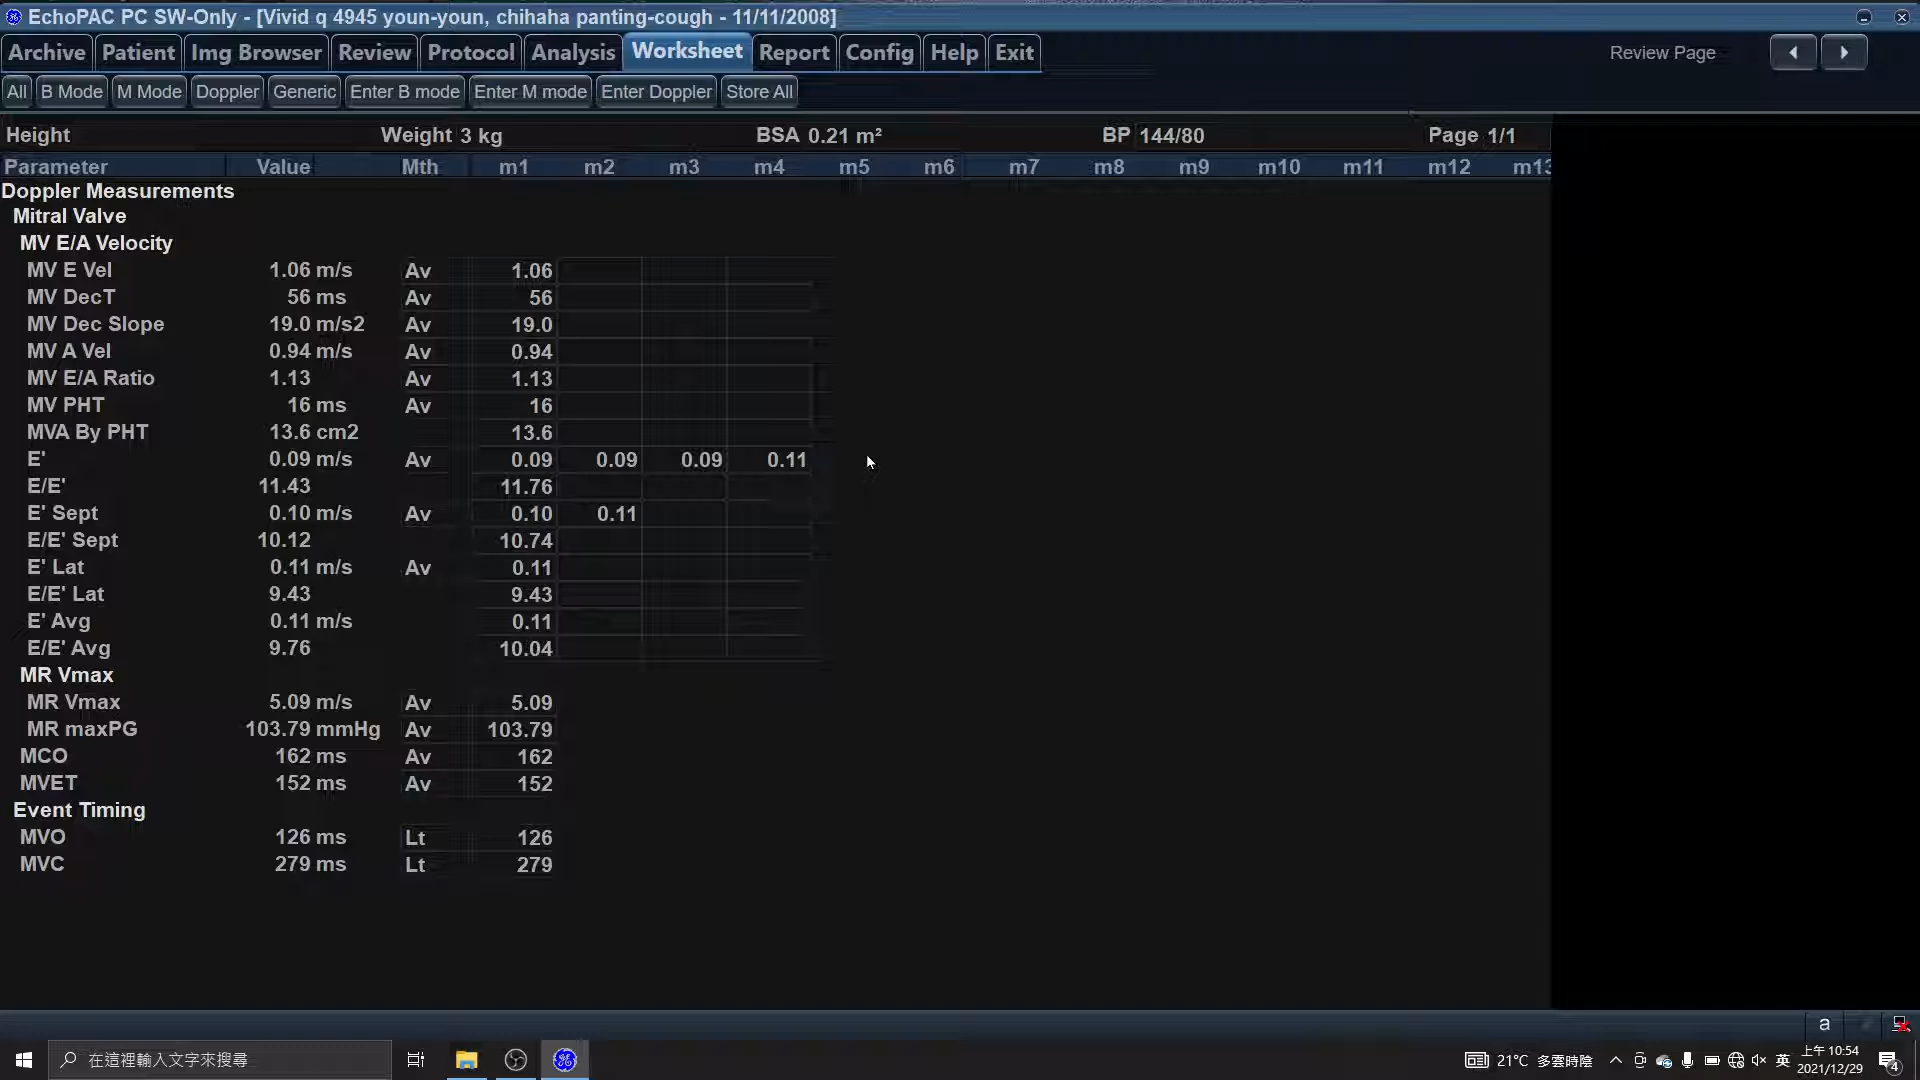 EchoPAC PC SW-Only - [Vivid q 4945 youn-youn, chihaha panting-cough - 11/11/2008]
Archive Patient Img Browser Review Protocol Analysis Worksheet Report Config Help Exit Review Page
All B Mode M Mode Doppler Generic Enter B mode Enter M mode Enter Doppler Store All
Height Weight 3 kg BSA 0.21 m² BP 144/80 Page 1/1
Parameter Value Mth m1 m2 m3 m4 m5 m6 m7 m8 m9 m10 m11 m12 m13
Doppler Measurements
Mitral Valve
MV E/A Velocity
MV E Vel 1.06 m/s Av 1.06
MV DecT 56 ms Av 56
MV Dec Slope 19.0 m/s2 Av 19.0
MV A Vel 0.94 m/s Av 0.94
MV E/A Ratio 1.13 Av 1.13
MV PHT 16 ms Av 16
MVA By PHT 13.6 cm2 13.6
E' 0.09 m/s Av 0.09 0.09 0.09 0.11
E/E' 11.43 11.76
E' Sept 0.10 m/s Av 0.10 0.11
E/E' Sept 10.12 10.74
E' Lat 0.11 m/s Av 0.11
E/E' Lat 9.43 9.43
E' Avg 0.11 m/s 0.11
E/E' Avg 9.76 10.04
MR Vmax
MR Vmax 5.09 m/s Av 5.09
MR maxPG 103.79 mmHg Av 103.79
MCO 162 ms Av 162
MVET 152 ms Av 152
Event Timing
MVO 126 ms Lt 126
MVC 279 ms Lt 279
a
在這裡輸入文字來搜尋 21°C 多雲時陰 英 上午 10:54
2021/12/29 4